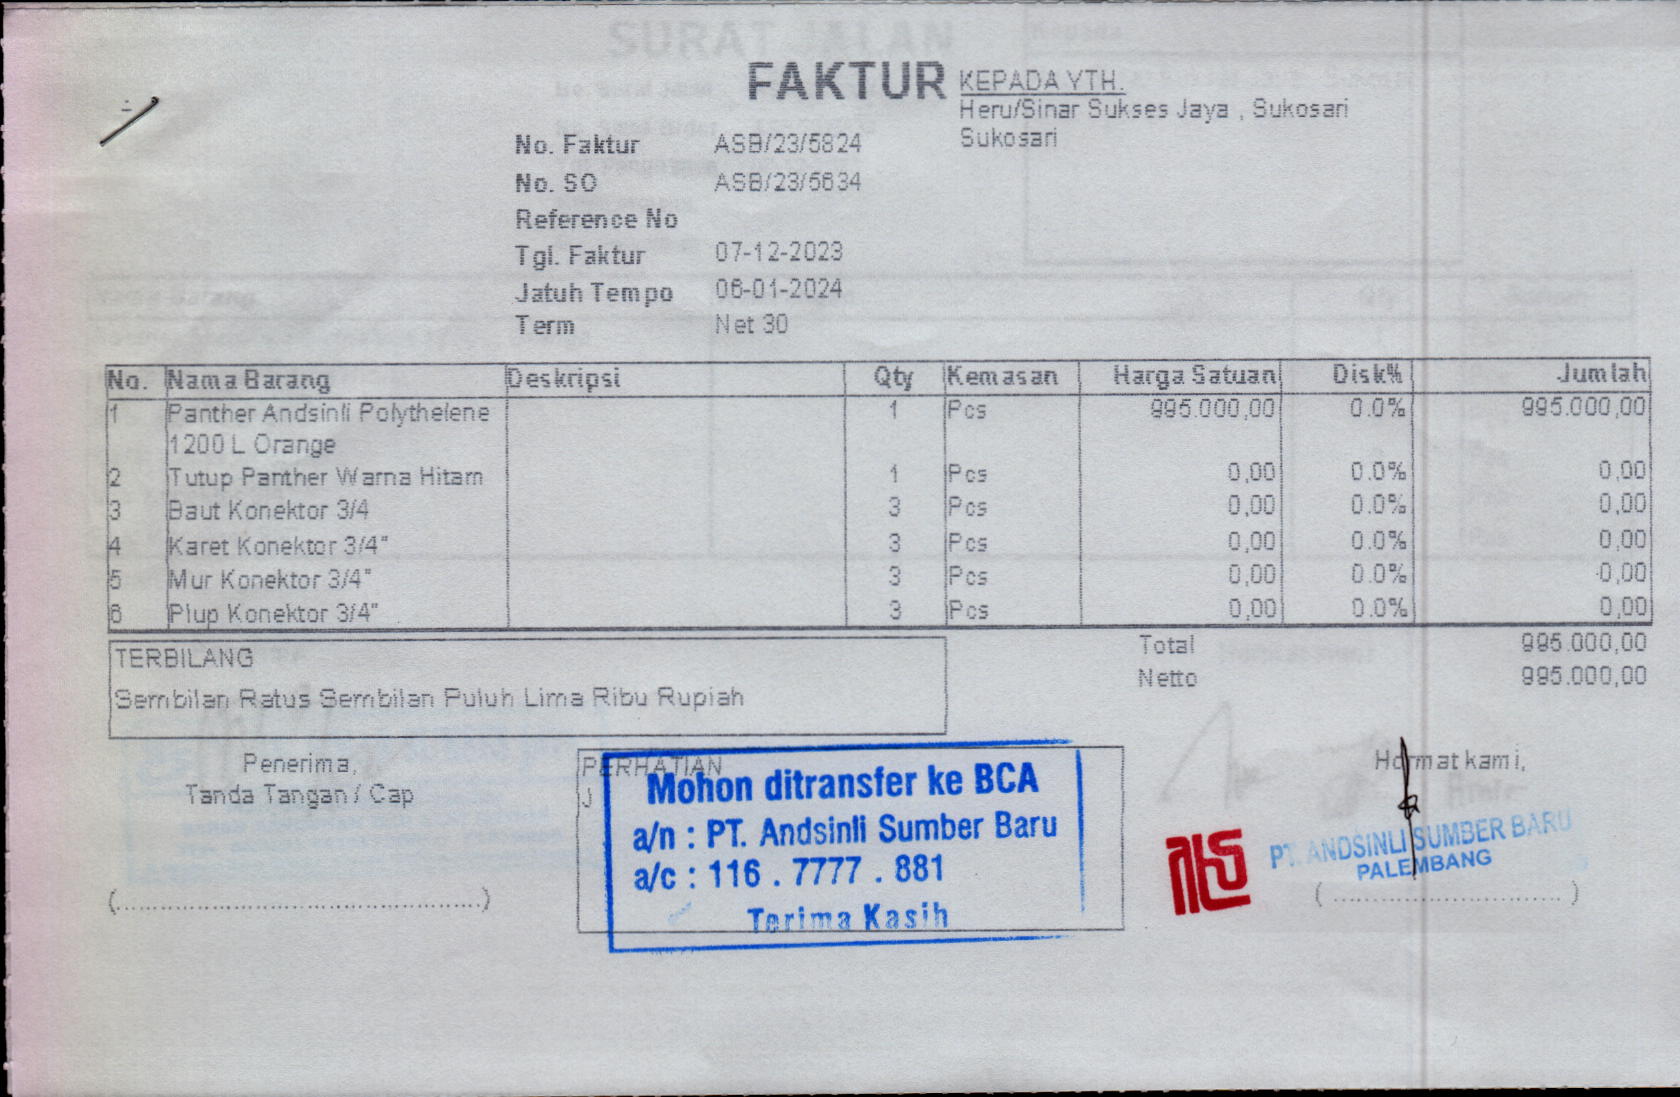 SURAT JALAN
FAKTUR
KEPADA YTH.
Heru/Sinar Sukses Jaya , Sukosari
Sukosari
No. Faktur ASB/23/5824
No. SO ASB/23/5634
Reference No
Tgl. Faktur 07-12-2023
Jatuh Tempo 06-01-2024
Term Net 30
No. Nama Barang Deskripsi Qty Kemasan Harga Satuan Disk% Jumlah
1 Panther Andsinli Polythelene 1 Pcs 995.000,00 0.0% 995.000,00
1200 L Orange
2 Tutup Panther Warna Hitam 1 Pcs 0,00 0.0% 0,00
3 Baut Konektor 3/4 3 Pcs 0,00 0.0% 0,00
4 Karet Konektor 3/4" 3 Pcs 0,00 0.0% 0,00
5 Mur Konektor 3/4" 3 Pcs 0,00 0.0% 0,00
6 Plup Konektor 3/4" 3 Pcs 0,00 0.0% 0,00
Total 995.000,00
Netto 995.000,00
TERBILANG
Sembilan Ratus Sembilan Puluh Lima Ribu Rupiah
Penerima,
Tanda Tangan / Cap
(................................................)
PERHATIAN
J
Mohon ditransfer ke BCA
a/n : PT. Andsinli Sumber Baru
a/c : 116 . 7777 . 881
Terima Kasih
Hormat kami,
PT. ANDSINLI SUMBER BARU
PALEMBANG
( .............................. )